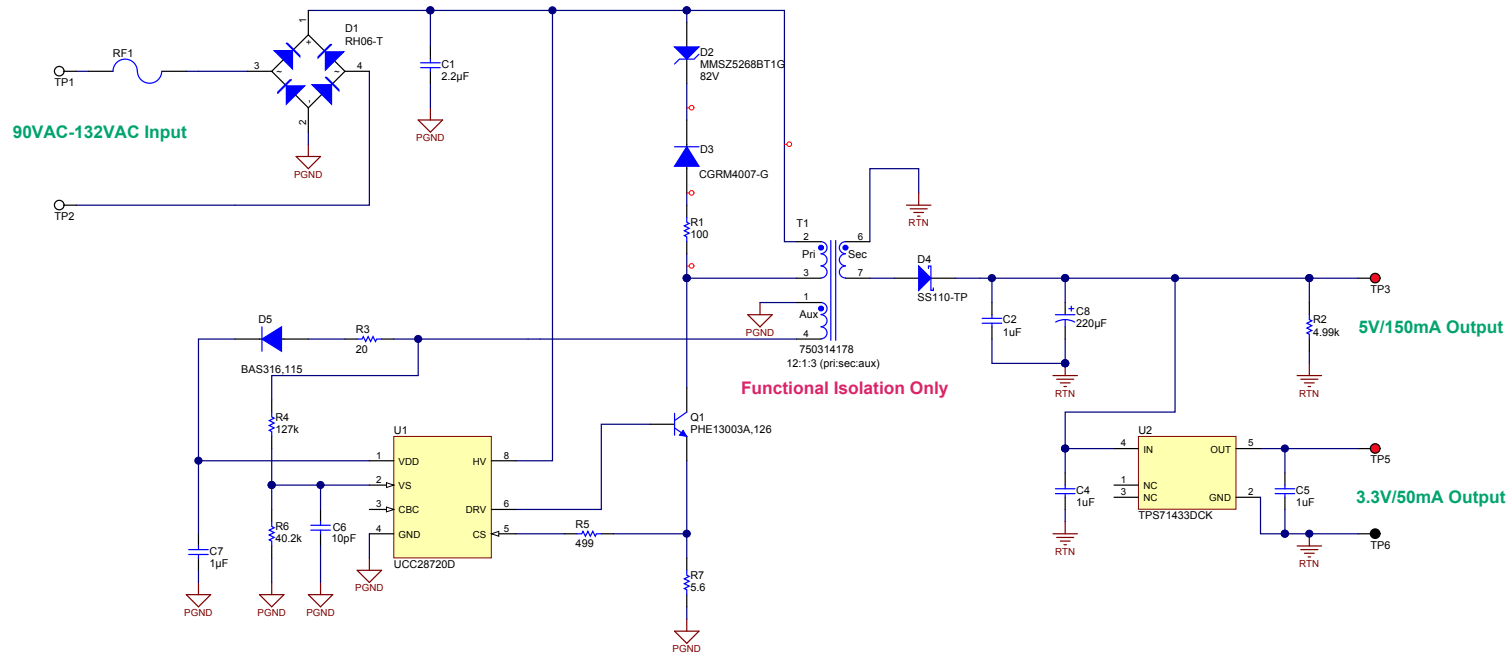 RF1
TP1
90VAC-132VAC Input
TP2
D1
RH06-T
1
3
4
2
+
~
~
-
PGND
C1
2.2µF
PGND
D2
MMSZ5268BT1G
82V
D3
CGRM4007-G
R1
100
T1
2
6
Pri
Sec
3
7
1
Aux
4
PGND
750314178
12:1:3 (pri:sec:aux)
Functional Isolation Only
RTN
D4
SS110-TP
C2
1uF
+
C8
220µF
RTN
R2
4.99k
RTN
TP3
5V/150mA Output
D5
BAS316,115
R3
20
R4
127k
R6
40.2k
C6
10pF
C7
1µF
PGND
PGND
PGND
U1
1
VDD
HV
8
2
VS
3
CBC
DRV
6
4
GND
CS
5
UCC28720D
PGND
Q1
PHE13003A,126
R5
499
R7
5.6
PGND
U2
4
IN
OUT
5
1
NC
3
NC
GND
2
TPS71433DCK
C4
1uF
RTN
C5
1uF
RTN
TP5
3.3V/50mA Output
TP6